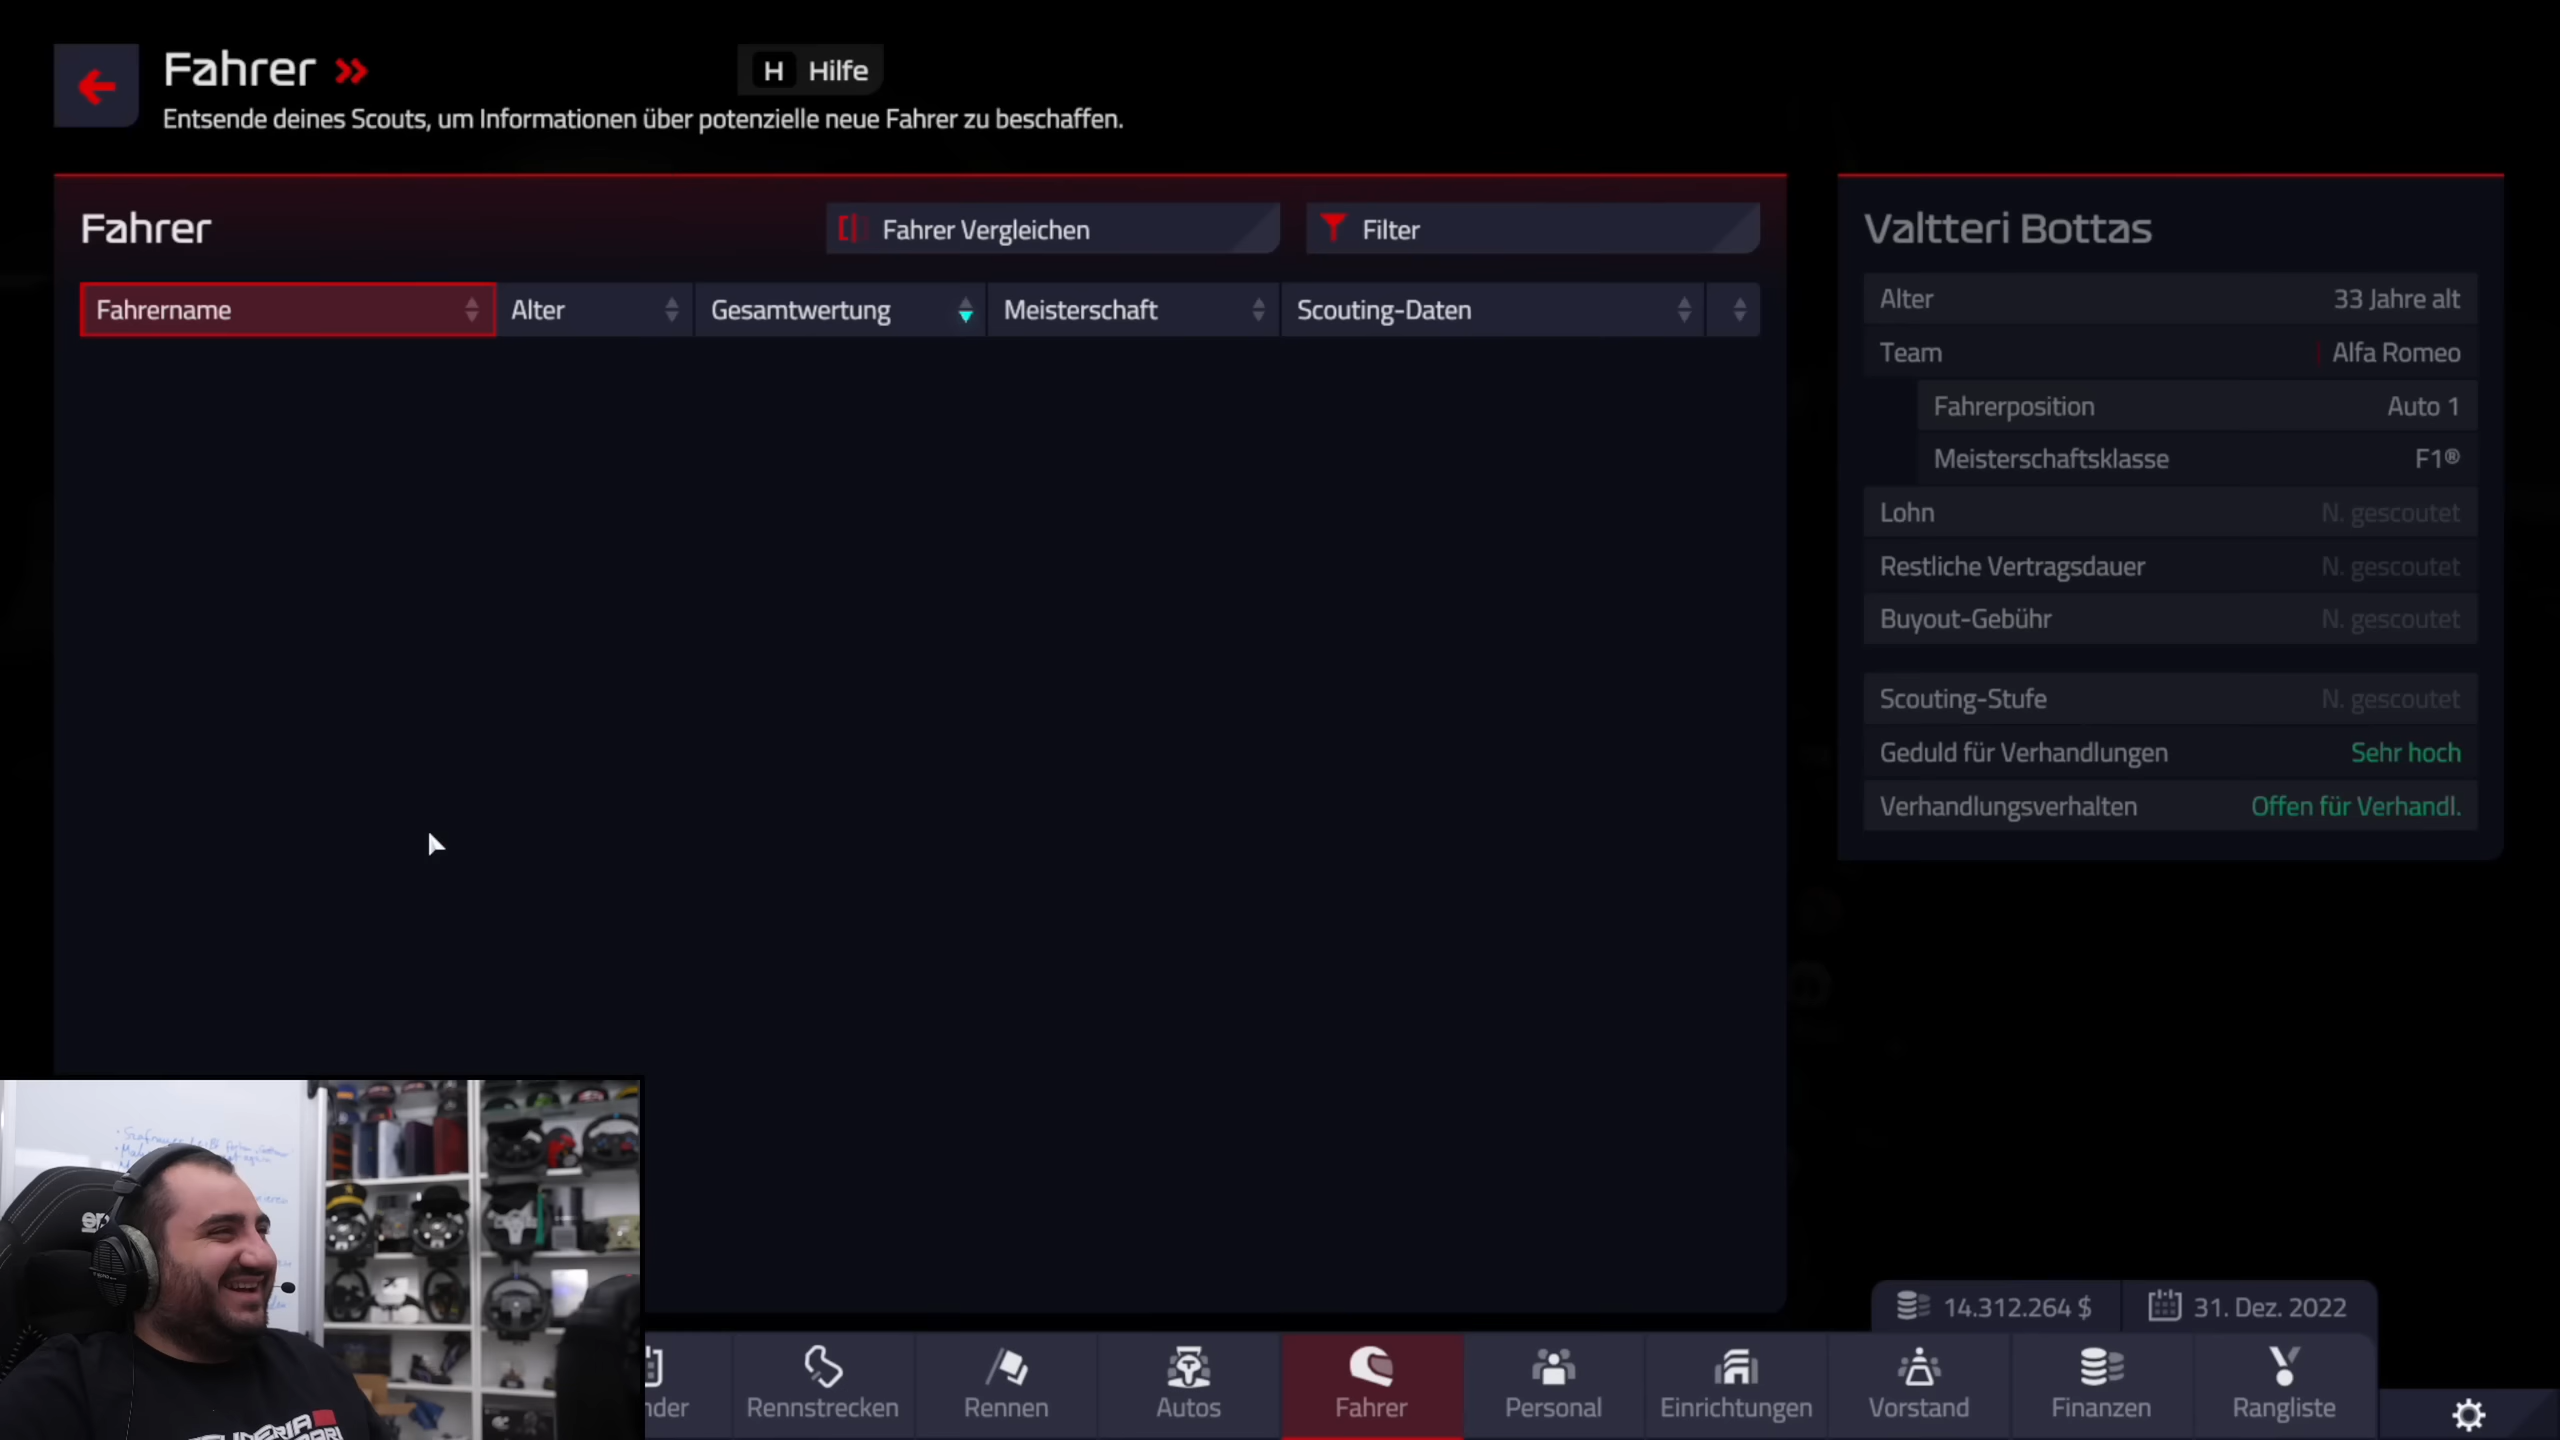 Fahrer
H Hilfe
Entsende deines Scouts, um Informationen über potenzielle neue Fahrer zu beschaffen.
Fahrer
Fahrer Vergleichen
Filter
Fahrername
Alter
Gesamtwertung
Meisterschaft
Scouting-Daten
Valtteri Bottas
Alter 33 Jahre alt
Team Alfa Romeo
Fahrerposition Auto 1
Meisterschaftsklasse F1®
Lohn N. gescoutet
Restliche Vertragsdauer N. gescoutet
Buyout-Gebühr N. gescoutet
Scouting-Stufe N. gescoutet
Geduld für Verhandlungen Sehr hoch
Verhandlungsverhalten Offen für Verhandl.
14.312.264 $
31. Dez. 2022
nder
Rennstrecken
Rennen
Autos
Fahrer
Personal
Einrichtungen
Vorstand
Finanzen
Rangliste